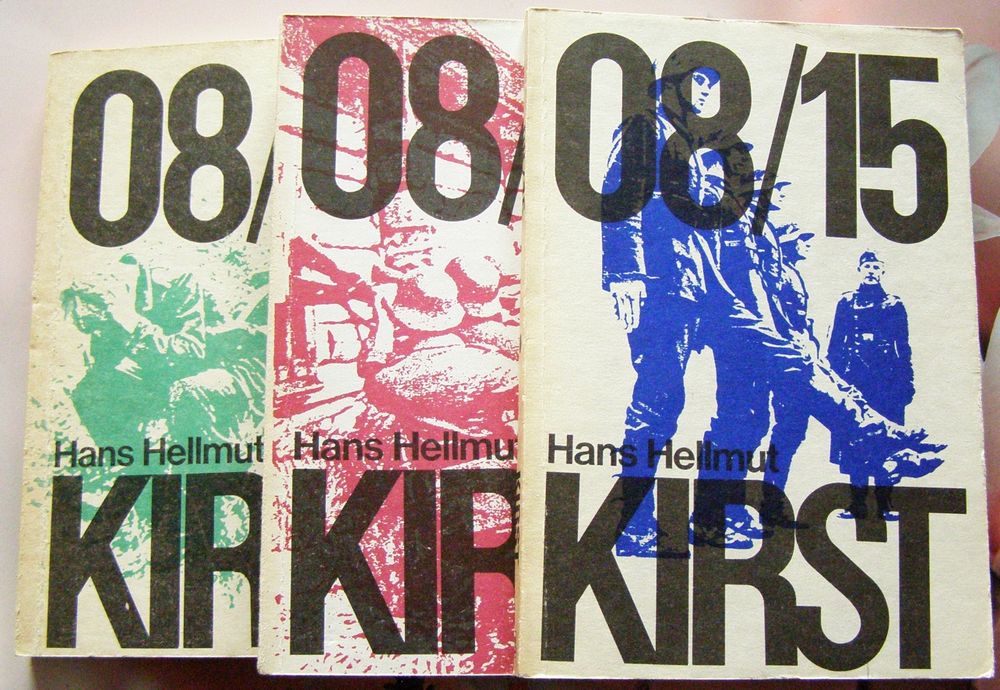 08/
Hans Hellmut
KIR
08/
Hans Hellmu
KIR
08/15
Hans Hellmut
KIRST